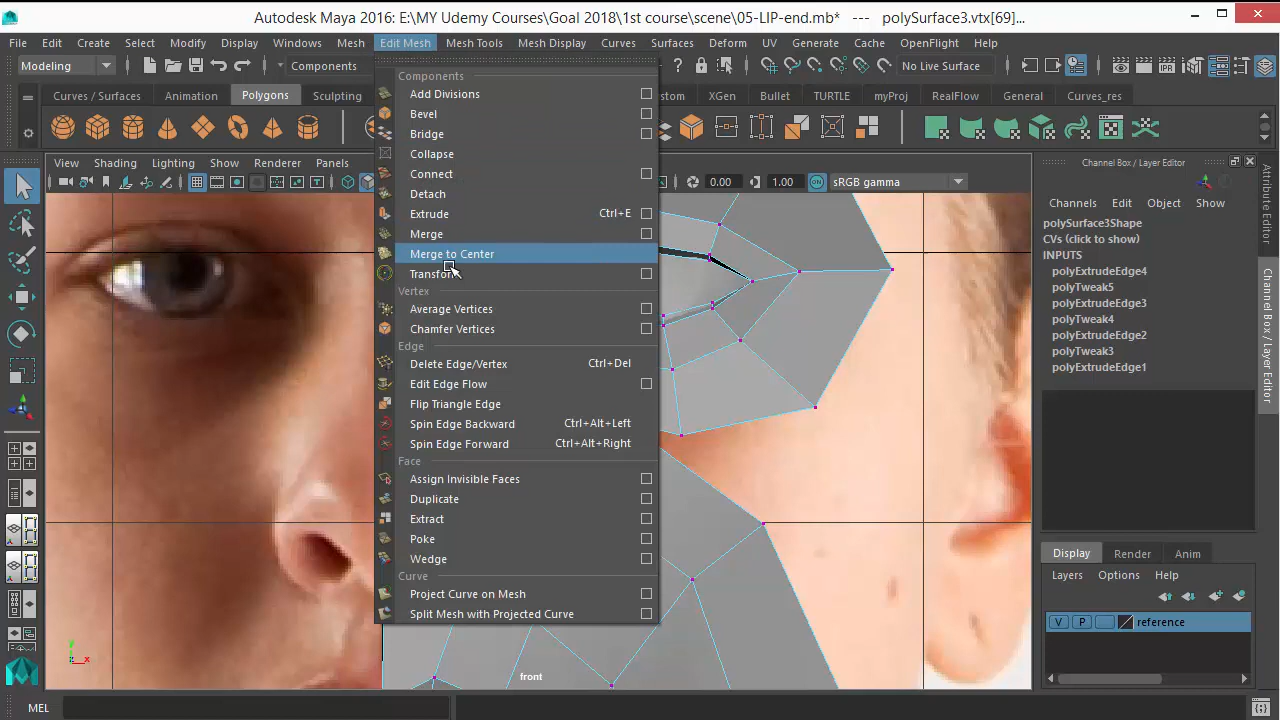 Autodesk Maya 2016: E:\MY Udemy Courses\Goal 2018\1st course\scene\05-LIP-end.mb* --- polySurface3.vtx[69]...
File Edit Create Select Modify Display Windows Mesh Edit Mesh Mesh Tools Mesh Display Curves Surfaces Deform UV Generate Cache OpenFlight Help
Modeling Components No Live Surface
Curves / Surfaces Animation Polygons Sculpting stom XGen Bullet TURTLE myProj RealFlow General Curves_res
View Shading Lighting Show Renderer Panels
0.00 1.00 sRGB gamma
Components
Add Divisions
Bevel
Bridge
Collapse
Connect
Detach
Extrude Ctrl+E
Merge
Merge to Center
Transform
Vertex
Average Vertices
Chamfer Vertices
Edge
Delete Edge/Vertex Ctrl+Del
Edit Edge Flow
Flip Triangle Edge
Spin Edge Backward Ctrl+Alt+Left
Spin Edge Forward Ctrl+Alt+Right
Face
Assign Invisible Faces
Duplicate
Extract
Poke
Wedge
Curve
Project Curve on Mesh
Split Mesh with Projected Curve
front
y
x
Channel Box / Layer Editor
Channels Edit Object Show
polySurface3Shape
CVs (click to show)
INPUTS
polyExtrudeEdge4
polyTweak5
polyExtrudeEdge3
polyTweak4
polyExtrudeEdge2
polyTweak3
polyExtrudeEdge1
Display Render Anim
Layers Options Help
V P reference
Attribute Editor
Channel Box / Layer Editor
MEL